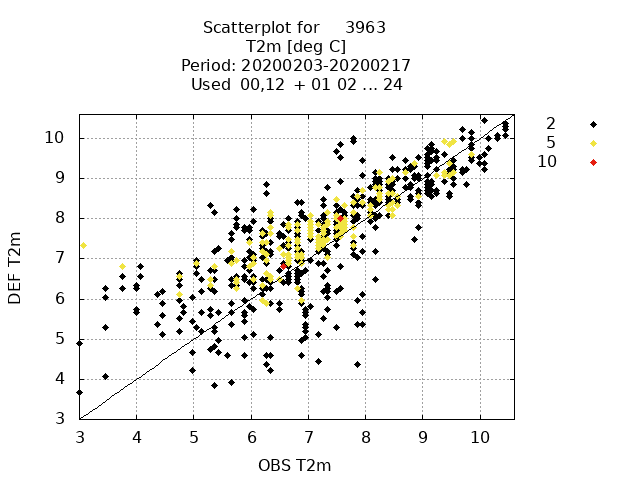 Scatterplot for 3963
T2m [deg C]
Period: 20200203-20200217
Used 00,12 + 01 02 ... 24
2
5
10
10
9
8
7
6
5
4
3
DEF T2m
3 4 5 6 7 8 9 10
OBS T2m